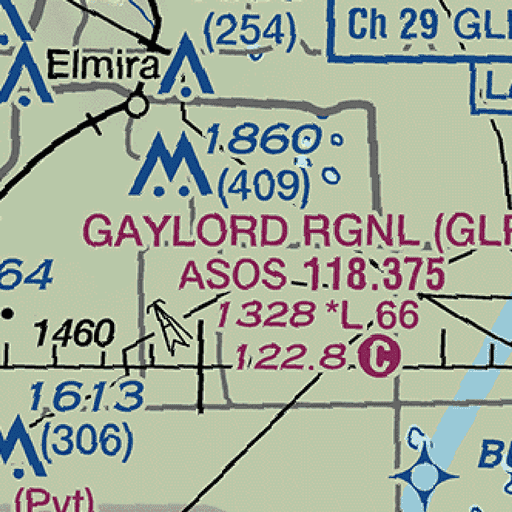 (254)
Ch 29 GL
Elmira
1860
(409)
GAYLORD RGNL (GLR
ASOS 118.375
64
1328 *L 66
1460
122.8 C
1613
(306)
(Pvt)